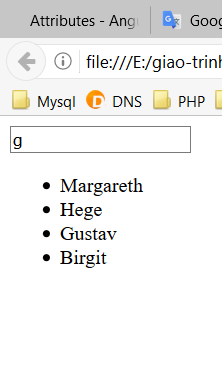 Attributes - Ang
Goog
file:///E:/giao-trinh
Mysql
DNS
PHP
g
Margareth
Hege
Gustav
Birgit